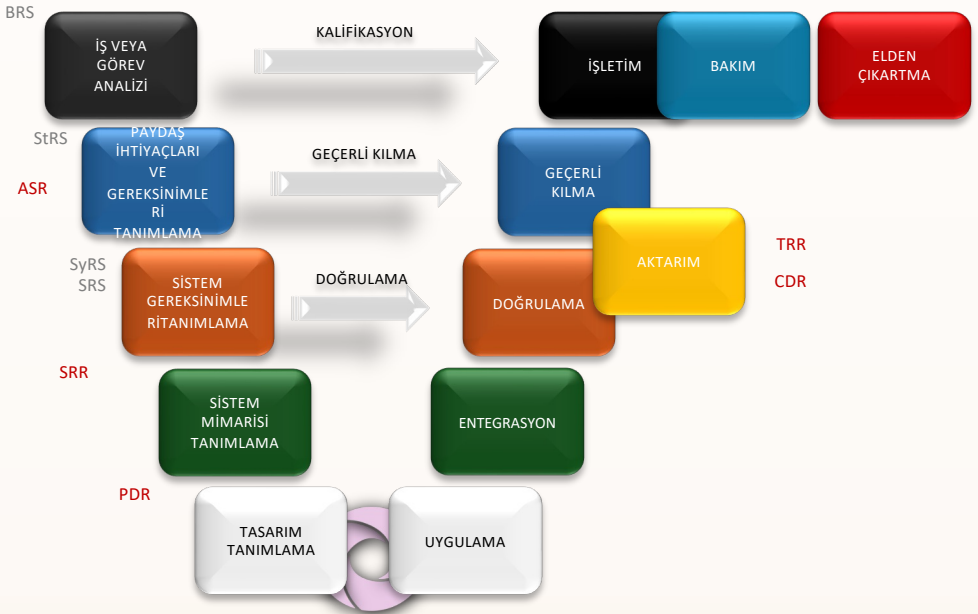 BRS
İŞ VEYA
GÖREV
ANALİZİ
KALİFİKASYON
İŞLETİM
BAKIM
ELDEN
ÇIKARTMA
StRS
ASR
PAYDAŞ
İHTİYAÇLARI
VE
GEREKSİNİMLE
Rİ
TANIMLAMA
GEÇERLİ KILMA
GEÇERLİ
KILMA
AKTARIM
TRR
CDR
SyRS
SRS
SİSTEM
GEREKSİNİMLE
RİTANIMLAMA
DOĞRULAMA
DOĞRULAMA
SRR
SİSTEM
MİMARİSİ
TANIMLAMA
ENTEGRASYON
PDR
TASARIM
TANIMLAMA
UYGULAMA